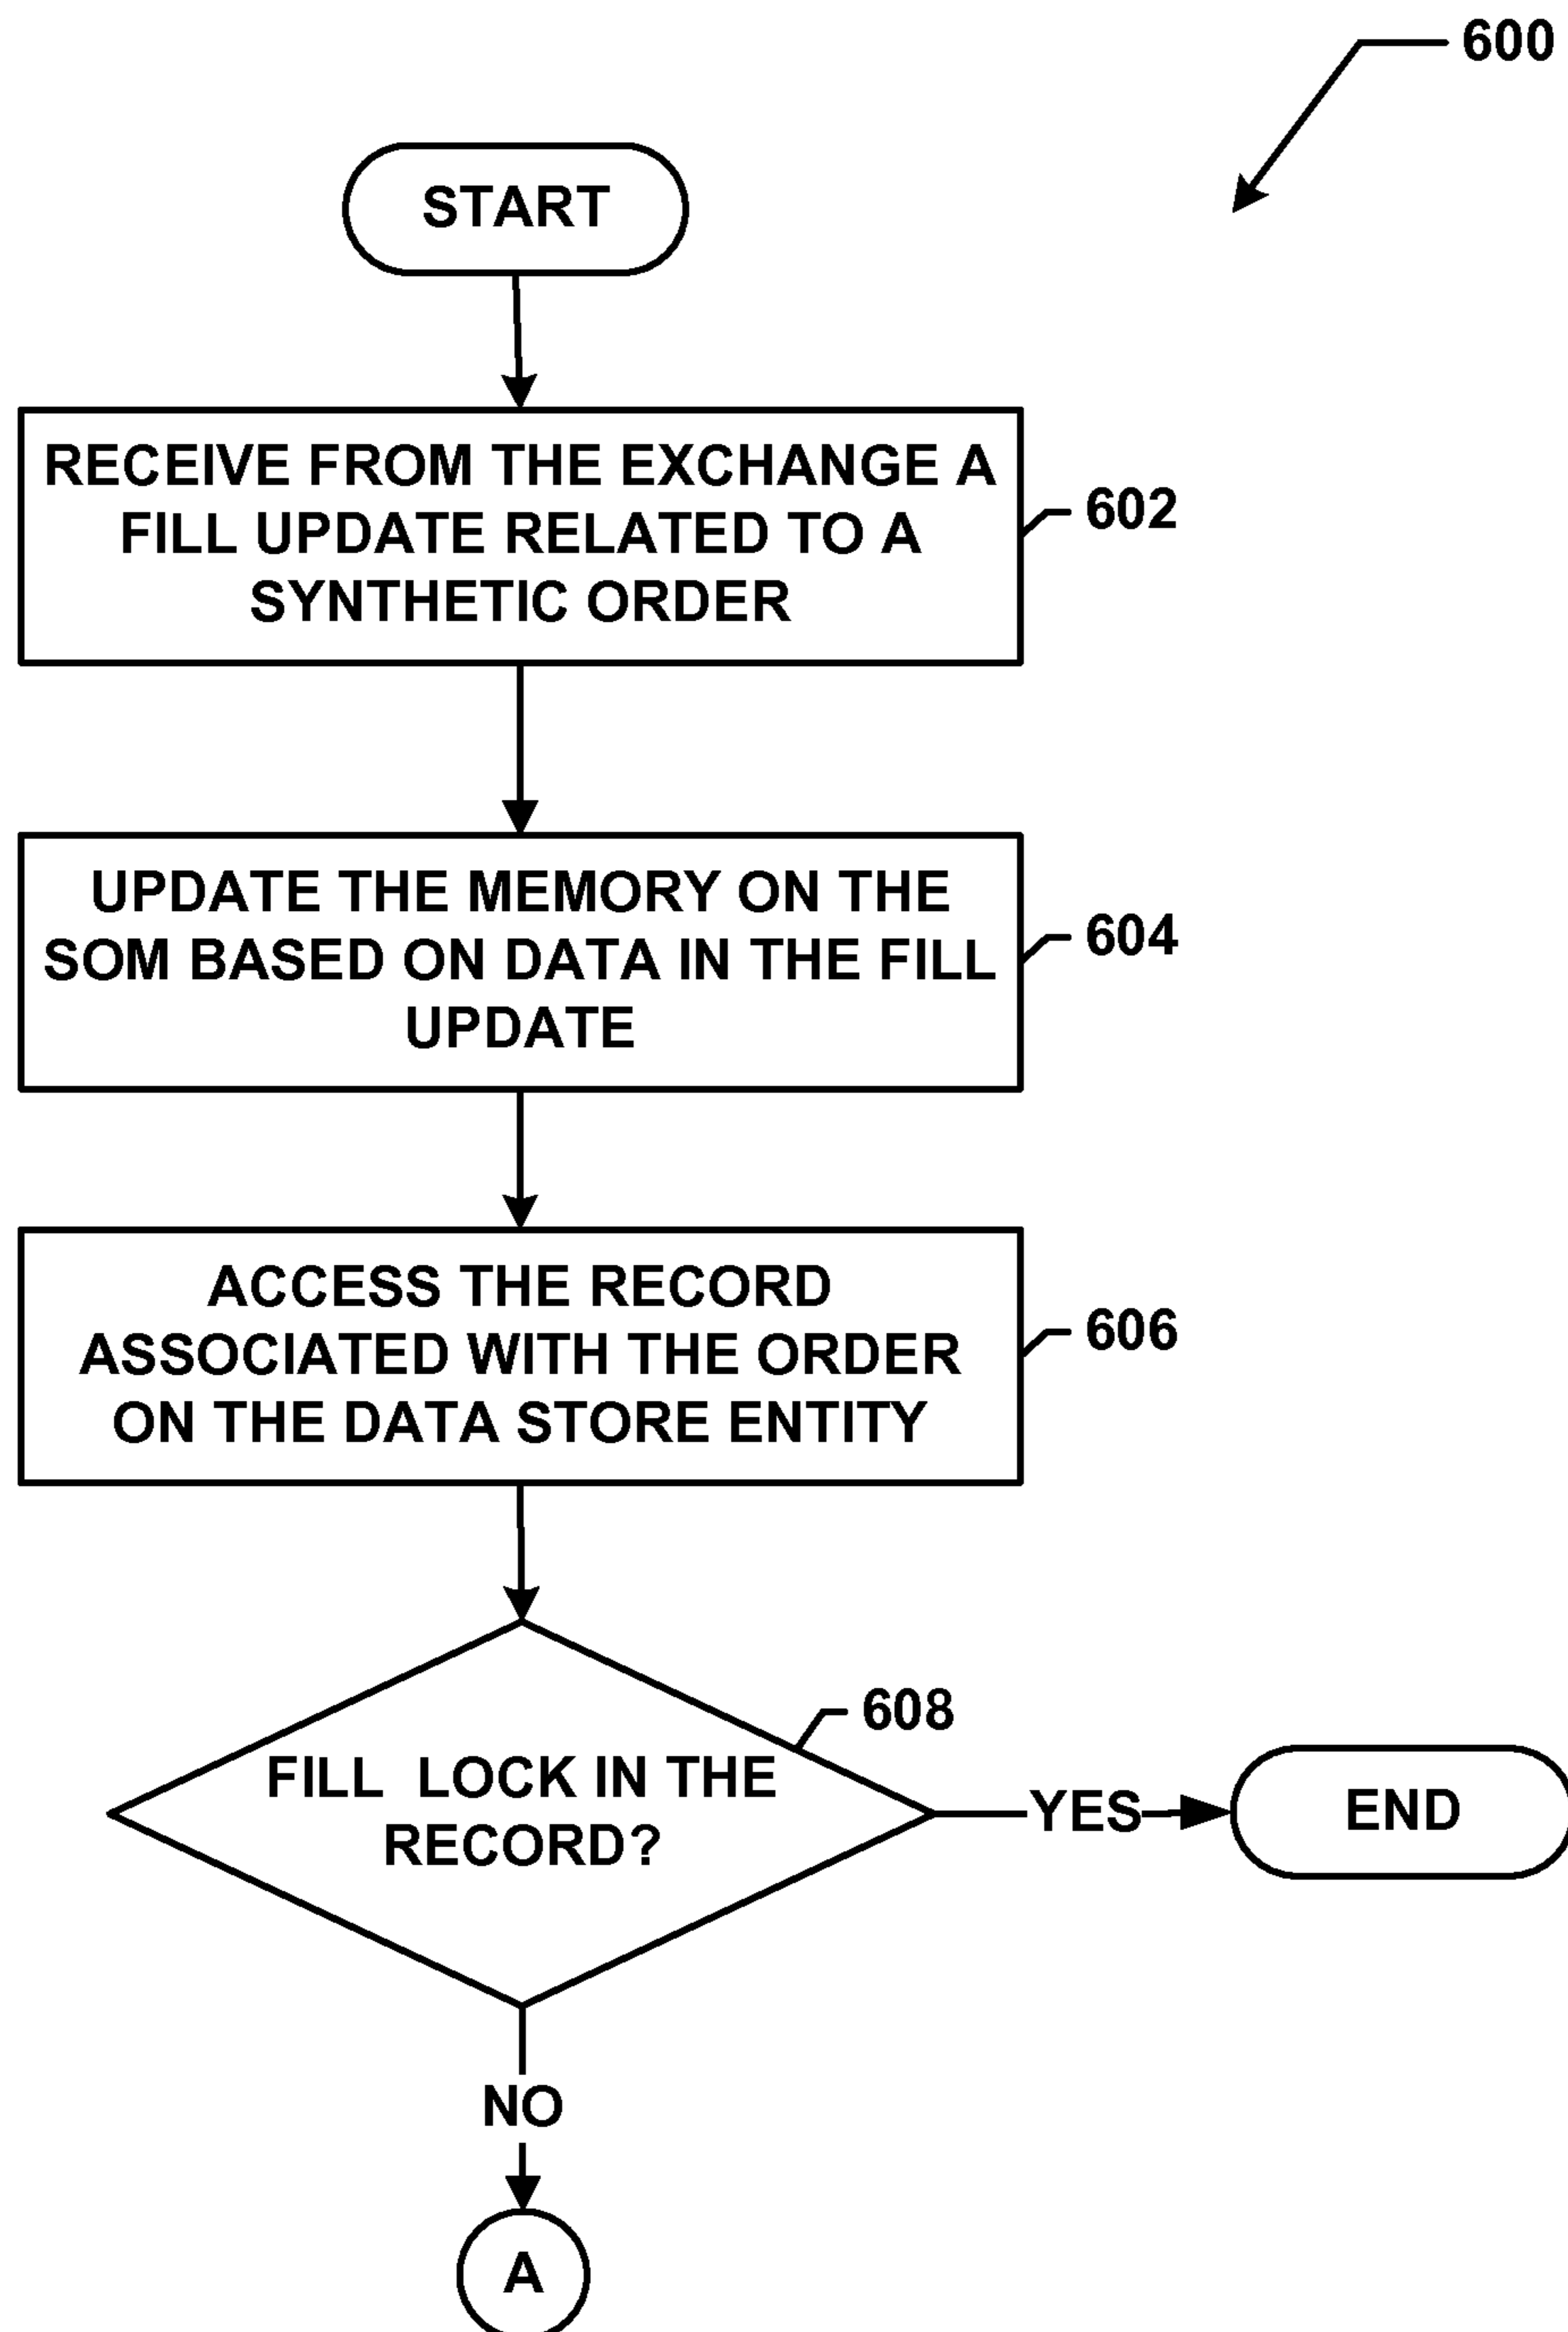 600
START
RECEIVE FROM THE EXCHANGE A
FILL UPDATE RELATED TO A
SYNTHETIC ORDER
602
UPDATE THE MEMORY ON THE
SOM BASED ON DATA IN THE FILL
UPDATE
604
ACCESS THE RECORD
ASSOCIATED WITH THE ORDER
ON THE DATA STORE ENTITY
606
608
FILL LOCK IN THE
RECORD?
YES
END
NO
A